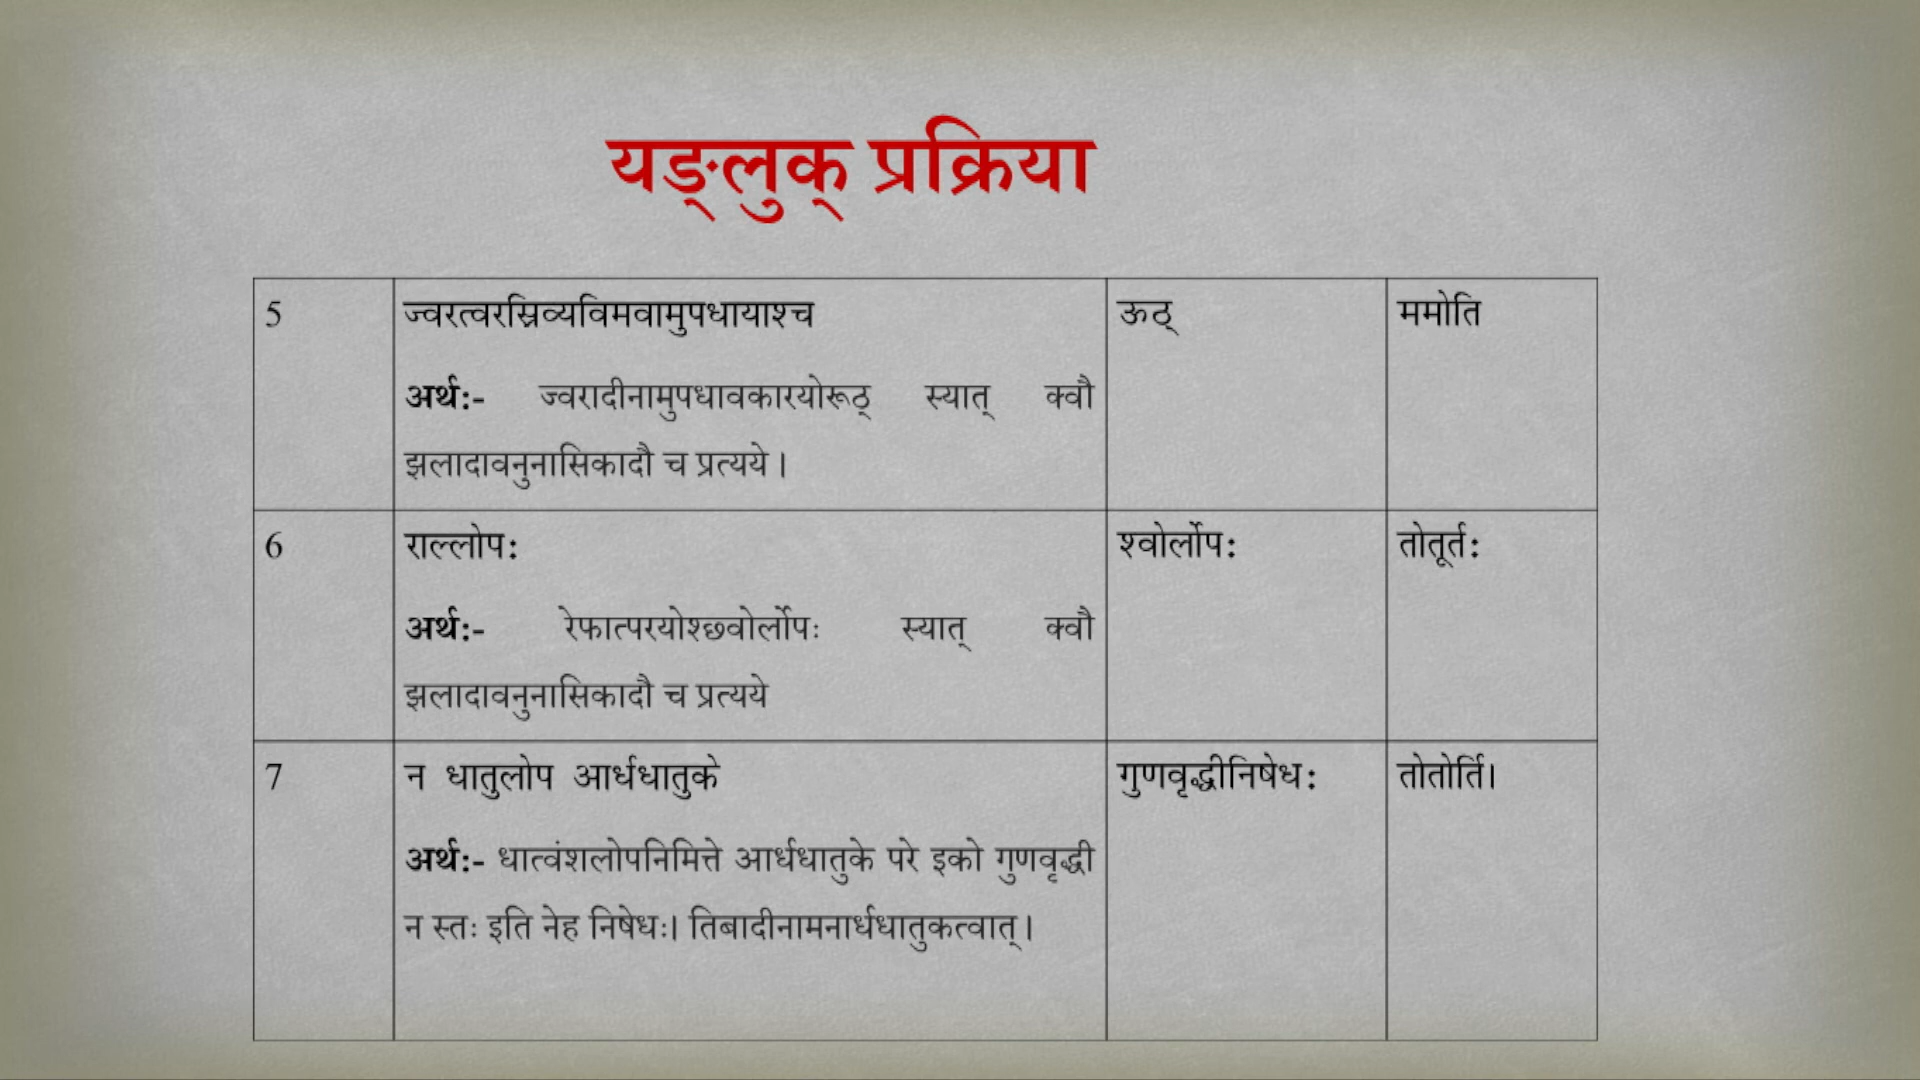 यङ्लुक् प्रक्रिया
5 ज्वरत्वरस्रिव्यविमवामुपधायाश्च ऊठ् ममोति
अर्थ:- ज्वरादीनामुपधावकारयोरूठ् स्यात् क्वौ
झलादावनुनासिकादौ च प्रत्यये ।
6 राल्लोप: श्वोर्लोप: तोतूर्त:
अर्थ:- रेफात्परयोश्छ्वोर्लोपः स्यात् क्वौ
झलादावनुनासिकादौ च प्रत्यये
7 न धातुलोप आर्धधातुके गुणवृद्धीनिषेध: तोतोर्ति।
अर्थ:- धात्वंशलोपनिमित्ते आर्धधातुके परे इको गुणवृद्धी
न स्तः इति नेह निषेधः। तिबादीनामनार्धधातुकत्वात्।